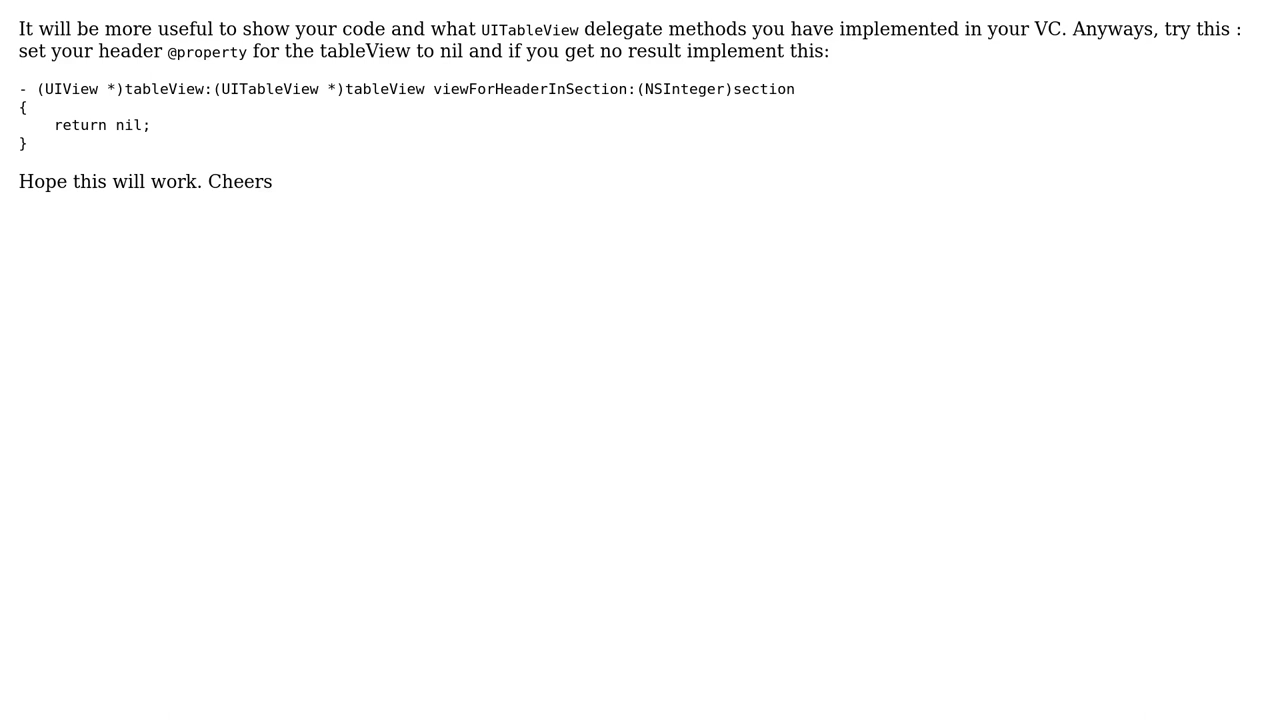 It will be more useful to show your code and what UITableView delegate methods you have implemented in your VC. Anyways, try this :
set your header @property for the tableView to nil and if you get no result implement this:
- (UIView *)tableView:(UITableView *)tableView viewForHeaderInSection:(NSInteger)section
{
    return nil;
}
Hope this will work. Cheers